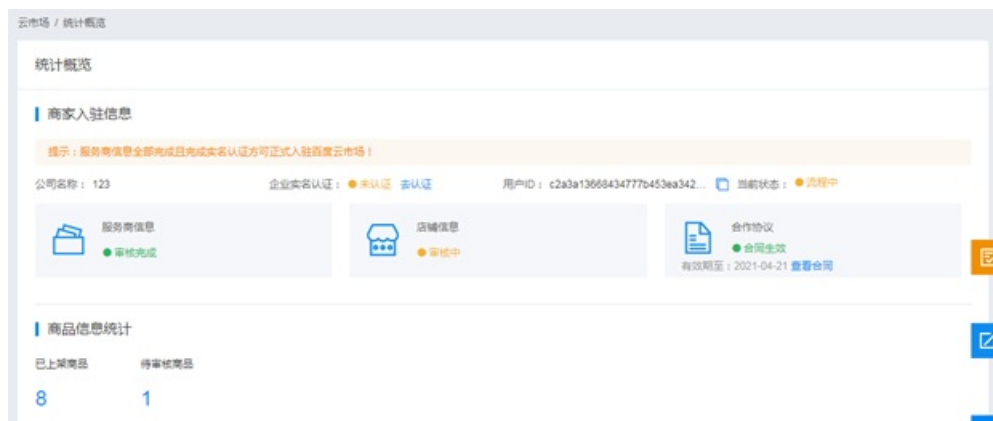 云市场 / 统计概览
统计概览
商家入驻信息
提示：服务商信息全部完成且完成实名认证方可正式入驻百度云市场！
公司名称： 123 企业实名认证： 未认证 去认证 用户ID： c2a3a13668434777b453ea342... 当前状态： 流程中
服务商信息 店铺信息 合作协议
审核完成 审核中 合同生效
有效期至：2021-04-21 查看合同
商品信息统计
已上架商品 待审核商品
8 1